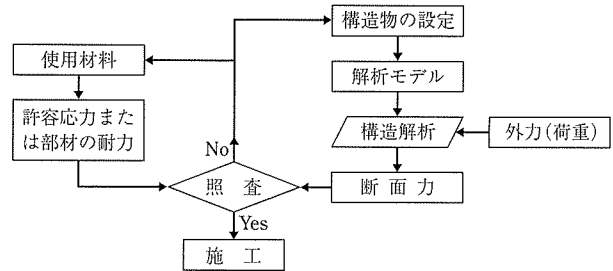 構造物の設定
使用材料
解析モデル
許容応力また
は部材の耐力
構造解析
外力(荷重)
No
照 査
断 面 力
Yes
施 工